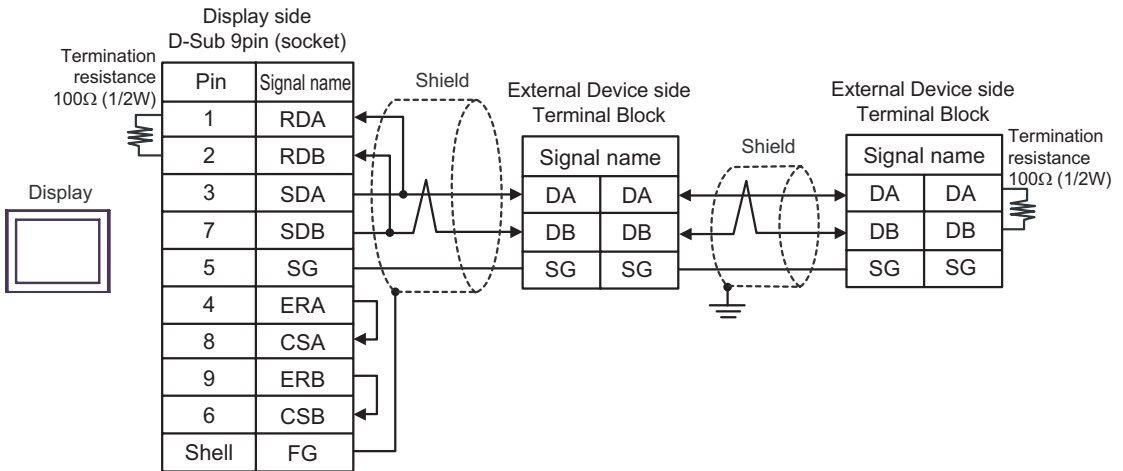 Display side
D-Sub 9pin (socket)
Termination
resistance
100Ω (1/2W)
Pin Signal name
1 RDA
2 RDB
3 SDA
7 SDB
5 SG
4 ERA
8 CSA
9 ERB
6 CSB
Shell FG
Display
Shield
External Device side
Terminal Block
Signal name
DA DA
DB DB
SG SG
Shield
External Device side
Terminal Block
Signal name
DA DA
DB DB
SG SG
Termination
resistance
100Ω (1/2W)